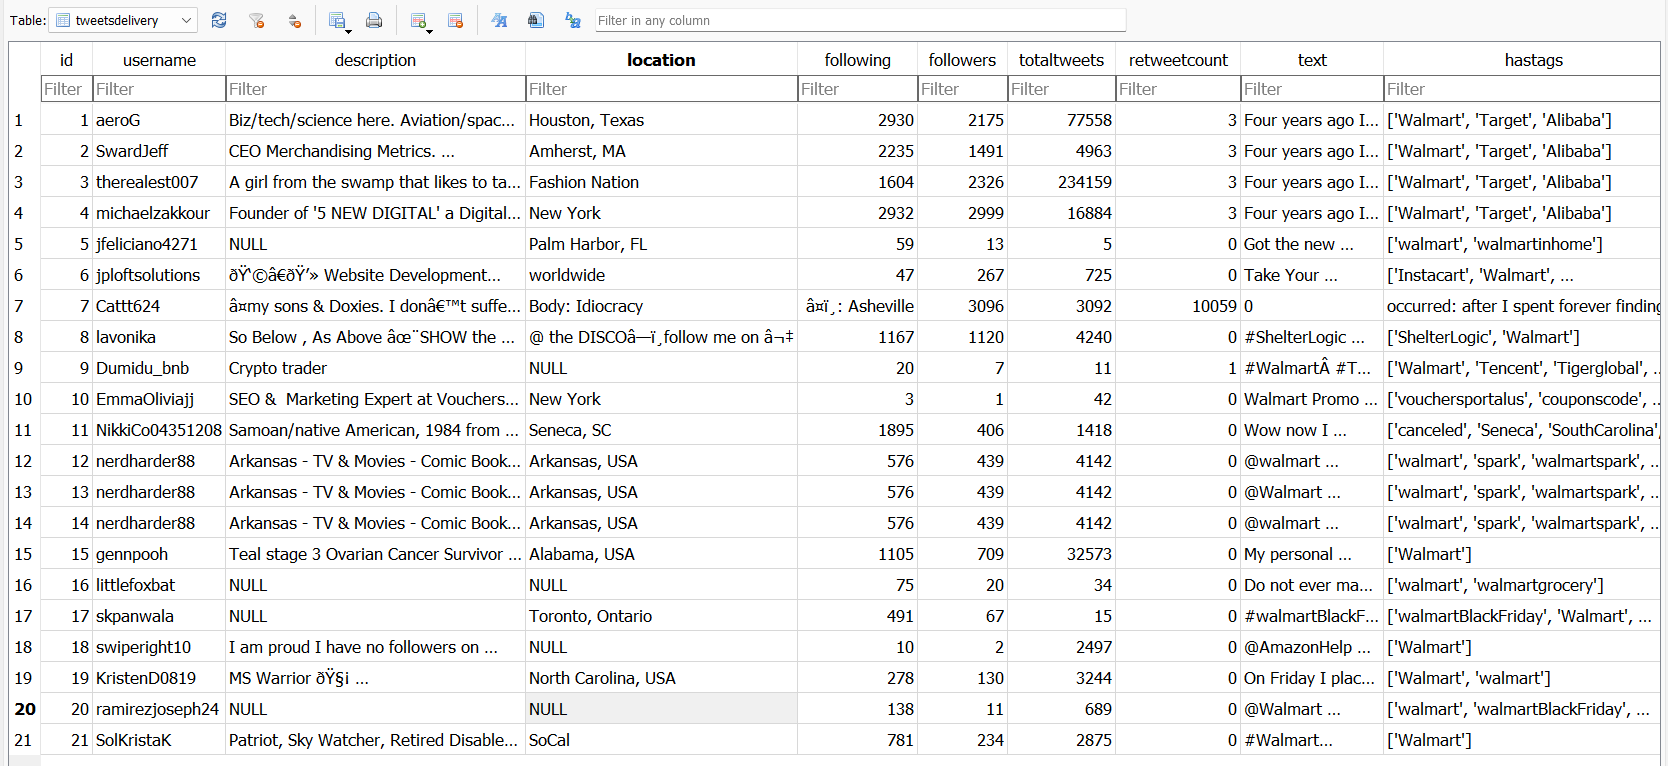 Table: tweetsdelivery Filter in any column
id username description location following followers totaltweets retweetcount text hastags
Filter Filter Filter Filter Filter Filter Filter Filter Filter Filter
1 1 aeroG Biz/tech/science here. Aviation/spac... Houston, Texas 2930 2175 77558 3 Four years ago I... ['Walmart', 'Target', 'Alibaba']
2 2 SwardJeff CEO Merchandising Metrics. ... Amherst, MA 2235 1491 4963 3 Four years ago I... ['Walmart', 'Target', 'Alibaba']
3 3 therealest007 A girl from the swamp that likes to ta... Fashion Nation 1604 2326 234159 3 Four years ago I... ['Walmart', 'Target', 'Alibaba']
4 4 michaelzakkour Founder of '5 NEW DIGITAL' a Digital... New York 2932 2999 16884 3 Four years ago I... ['Walmart', 'Target', 'Alibaba']
5 5 jfeliciano4271 NULL Palm Harbor, FL 59 13 5 0 Got the new ... ['walmart', 'walmartinhome']
6 6 jploftsolutions ðŸ‘©â€ðŸ’» Website Development... worldwide 47 267 725 0 Take Your ... ['Instacart', 'Walmart', ...
7 7 Cattt624 â¤my sons & Doxies. I donâ€™t suffe... Body: Idiocracy â¤ï¸: Asheville 3096 3092 10059 0 occurred: after I spent forever finding
8 8 lavonika So Below , As Above âœ¨SHOW the ... @ the DISCOâ—ï¸follow me on â¬‡ 1167 1120 4240 0 #ShelterLogic ... ['ShelterLogic', 'Walmart']
9 9 Dumidu_bnb Crypto trader NULL 20 7 11 1 #WalmartÂ #T... ['Walmart', 'Tencent', 'Tigerglobal', ...
10 10 EmmaOliviajj SEO &  Marketing Expert at Vouchers... New York 3 1 42 0 Walmart Promo ... ['vouchersportalus', 'couponscode', ...
11 11 NikkiCo04351208 Samoan/native American, 1984 from ... Seneca, SC 1895 406 1418 0 Wow now I ... ['canceled', 'Seneca', 'SouthCarolina',
12 12 nerdharder88 Arkansas - TV & Movies - Comic Book... Arkansas, USA 576 439 4142 0 @walmart ... ['walmart', 'spark', 'walmartspark', ...
13 13 nerdharder88 Arkansas - TV & Movies - Comic Book... Arkansas, USA 576 439 4142 0 @Walmart ... ['walmart', 'spark', 'walmartspark', ...
14 14 nerdharder88 Arkansas - TV & Movies - Comic Book... Arkansas, USA 576 439 4142 0 @walmart ... ['walmart', 'spark', 'walmartspark', ...
15 15 gennpooh Teal stage 3 Ovarian Cancer Survivor ... Alabama, USA 1105 709 32573 0 My personal ... ['Walmart']
16 16 littlefoxbat NULL NULL 75 20 34 0 Do not ever ma... ['walmart', 'walmartgrocery']
17 17 skpanwala NULL Toronto, Ontario 491 67 15 0 #walmartBlackF... ['walmartBlackFriday', 'Walmart', ...
18 18 swiperight10 I am proud I have no followers on ... NULL 10 2 2497 0 @AmazonHelp ... ['Walmart']
19 19 KristenD0819 MS Warrior ðŸ§¡ ... North Carolina, USA 278 130 3244 0 On Friday I plac... ['Walmart', 'walmart']
20 20 ramirezjoseph24 NULL NULL 138 11 689 0 @Walmart ... ['walmart', 'walmartBlackFriday', ...
21 21 SolKristaK Patriot, Sky Watcher, Retired Disable... SoCal 781 234 2875 0 #Walmart... ['Walmart']